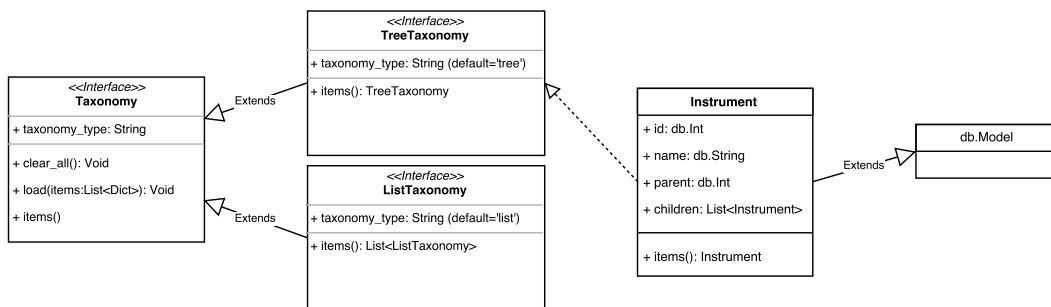 <<Interface>>
Taxonomy
+ taxonomy_type: String
+ clear_all(): Void
+ load(items:List<Dict>): Void
+ items()
Extends
Extends
<<Interface>>
TreeTaxonomy
+ taxonomy_type: String (default='tree')
+ items(): TreeTaxonomy
<<Interface>>
ListTaxonomy
+ taxonomy_type: String (default='list')
+ items(): List<ListTaxonomy>
Instrument
+ id: db.Int
+ name: db.String
+ parent: db.Int
+ children: List<Instrument>
+ items(): Instrument
Extends
db.Model